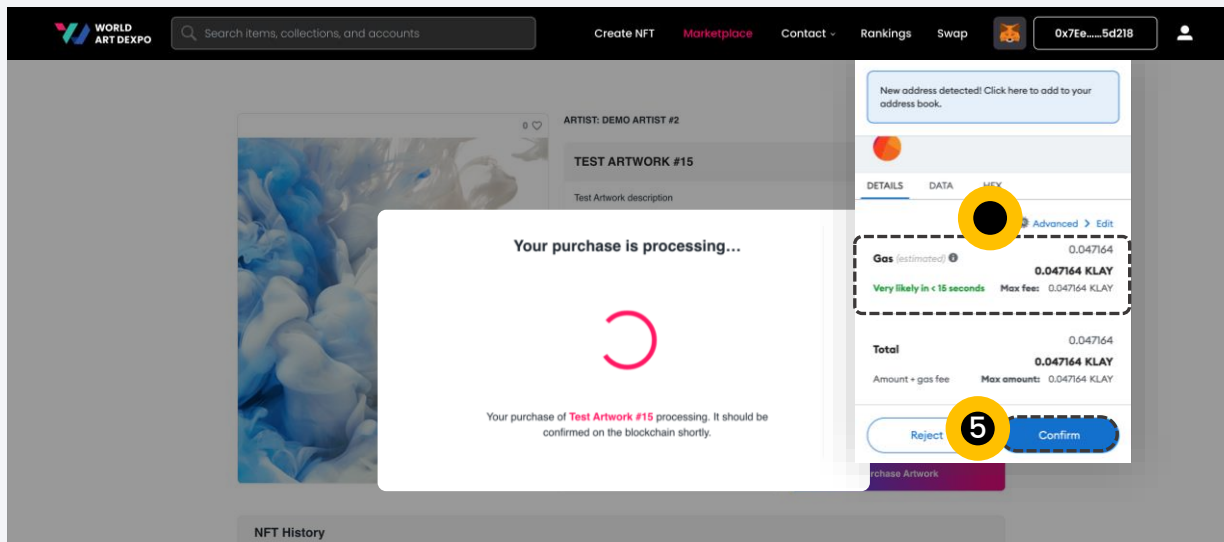 WORLD
ART DEXPO
Search items, collections, and accounts
Create NFT
Marketplace
Contact
Rankings
Swap
0x7Ee......5d218
New address detected! Click here to add to your
address book.
0
ARTIST: DEMO ARTIST #2
TEST ARTWORK #15
DETAILS
DATA
HEX
Test Artwork description
Advanced > Edit
Your purchase is processing...
0.047164
Gas (estimated)
0.047164 KLAY
Very likely in < 15 seconds
Max fee: 0.047164 KLAY
0.047164
Total
0.047164 KLAY
Amount + gas fee
Max amount: 0.047164 KLAY
Your purchase of Test Artwork #15 processing. It should be
confirmed on the blockchain shortly.
Reject
5
Confirm
rchase Artwork
NFT History